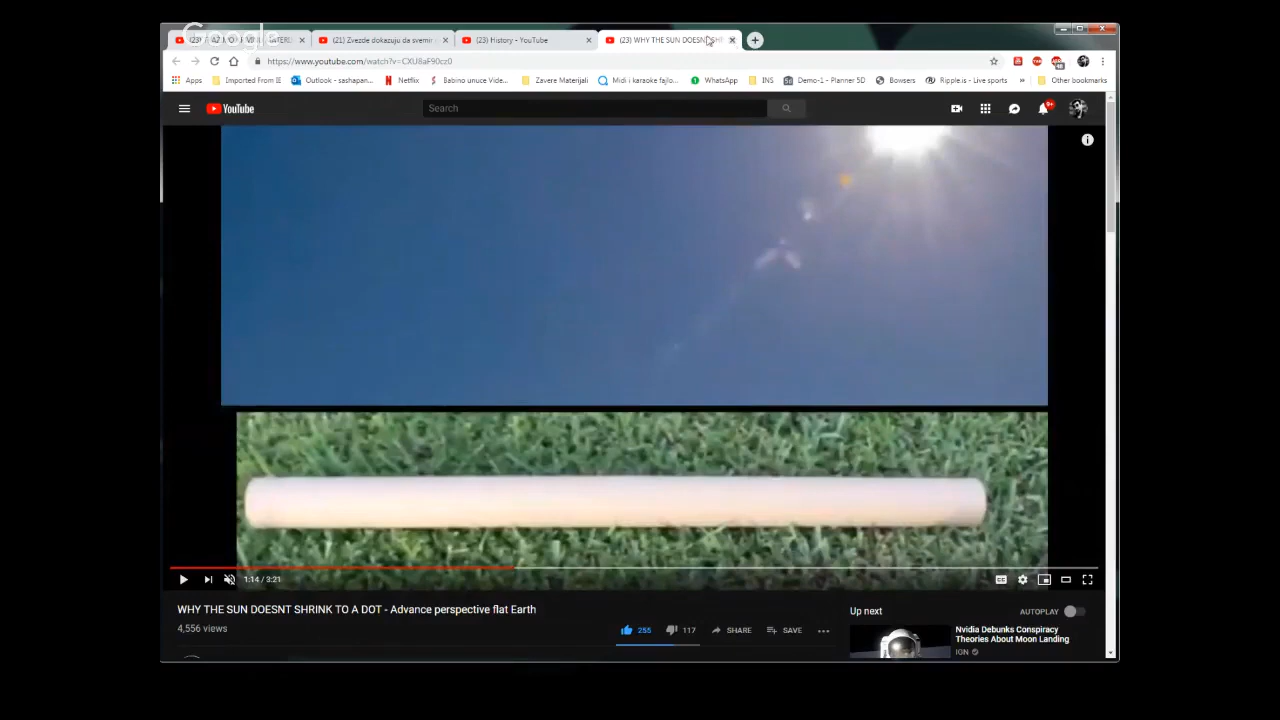 Google
(21) Zvezde dokazuju da svemir
(23) History - YouTube
(23) WHY THE SUN DOESN
https://www.youtube.com/watch?v=CXU8aF90cz0
Apps
Imported From IE
Outlook - sashapan...
Netflix
Babino unuce Vide...
Zavere Materijali
Midi i karaoke fajlo...
WhatsApp
INS
Demo-1 - Planner 5D
Bowsers
Ripple.is - Live sports
»
Other bookmarks
YouTube
Search
9+
1:14 / 3:21
CC
WHY THE SUN DOESNT SHRINK TO A DOT - Advance perspective flat Earth
4,556 views
255
117
SHARE
SAVE
Up next
AUTOPLAY
Nvidia Debunks Conspiracy
Theories About Moon Landing
IGN